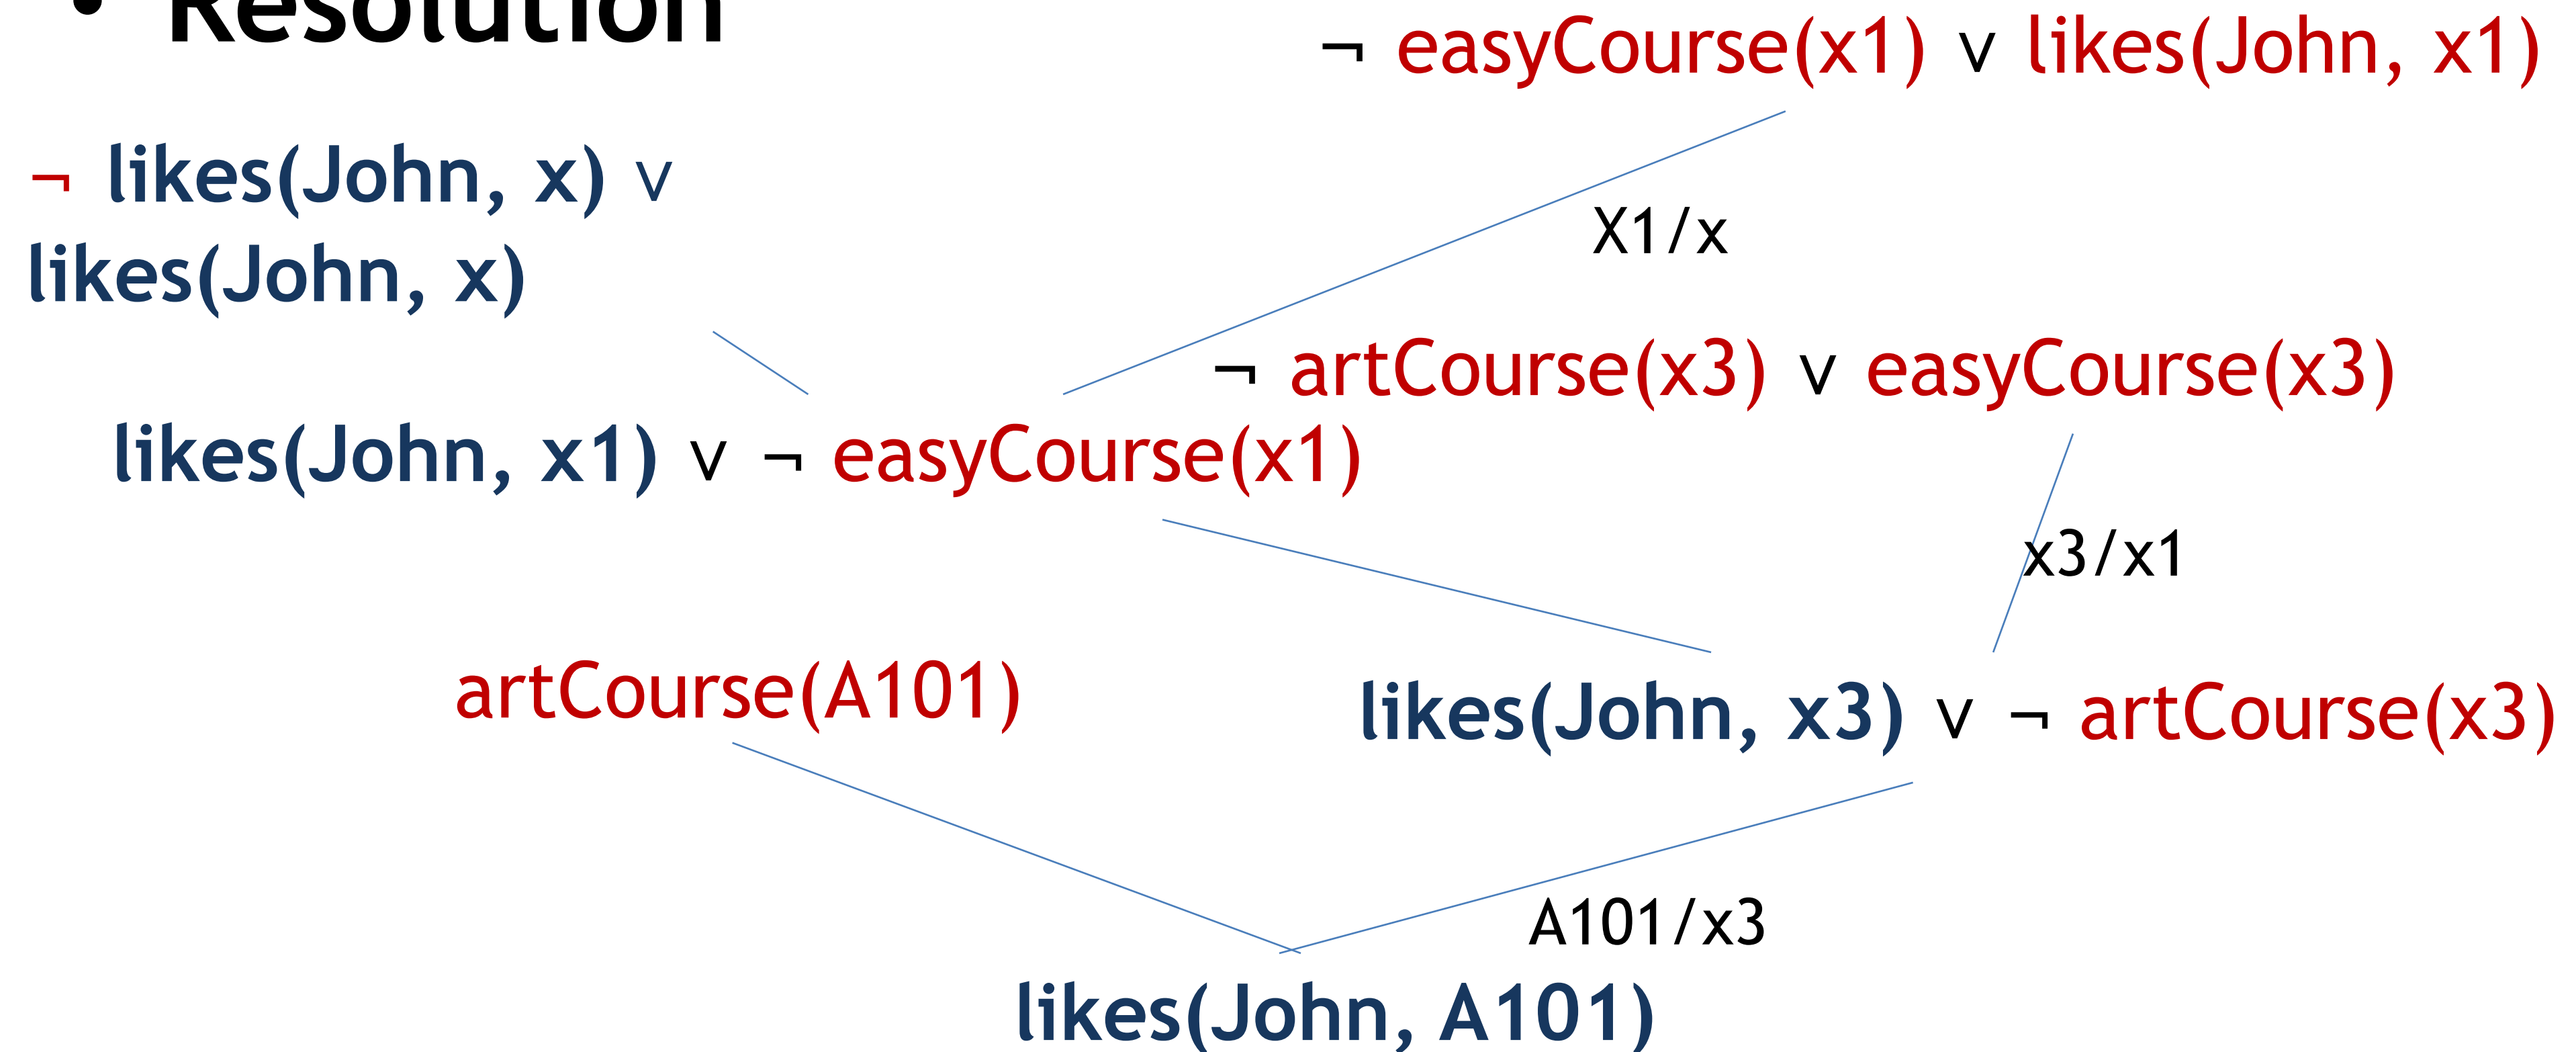 • Resolution
¬ easyCourse(x1) ∨ likes(John, x1)
¬ likes(John, x) ∨
likes(John, x)
X1/x
¬ artCourse(x3) ∨ easyCourse(x3)
likes(John, x1) ∨ ¬ easyCourse(x1)
x3/x1
artCourse(A101)
likes(John, x3) ∨ ¬ artCourse(x3)
A101/x3
likes(John, A101)